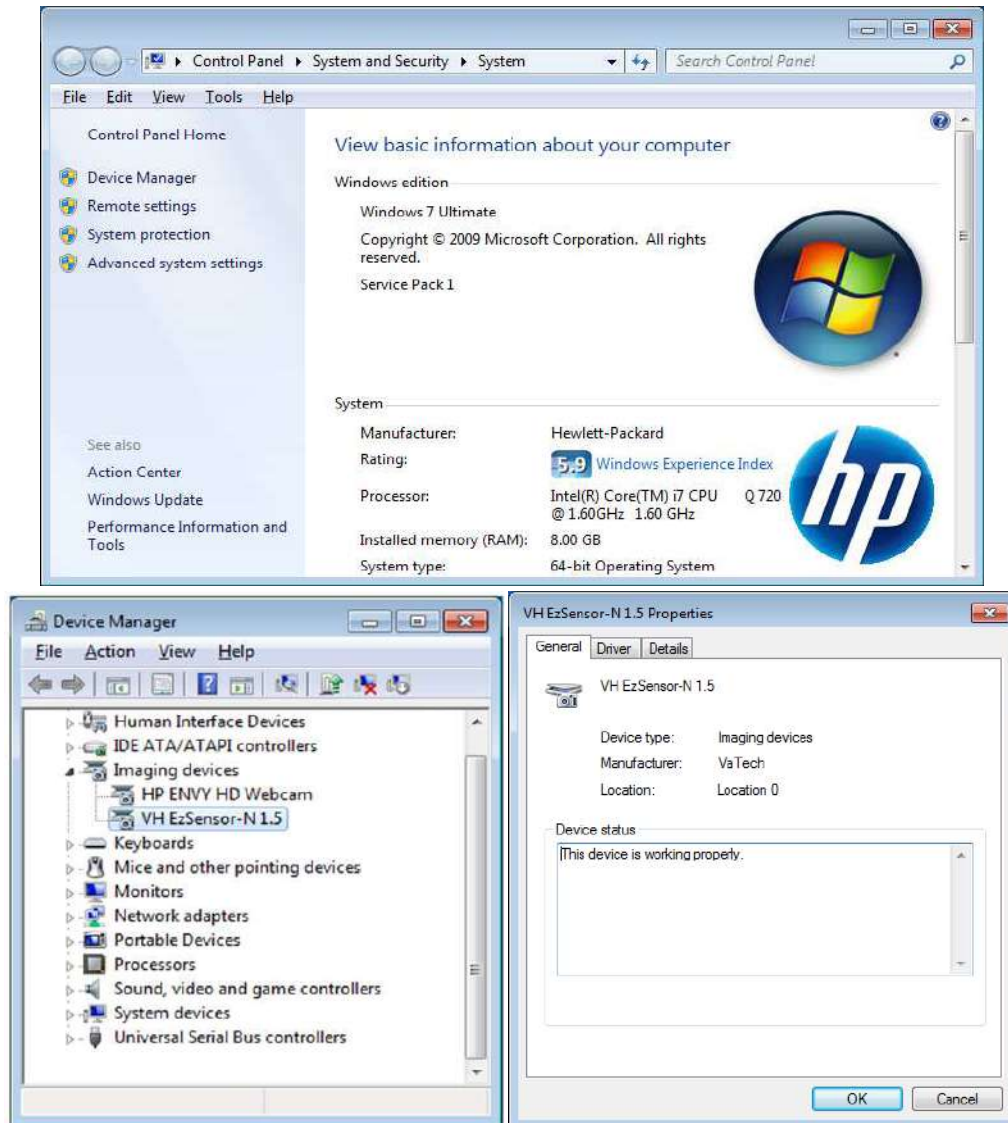 Control Panel ▸ System and Security ▸ System
Search Control Panel
File Edit View Tools Help
Control Panel Home
Device Manager
Remote settings
System protection
Advanced system settings
See also
Action Center
Windows Update
Performance Information and
Tools
View basic information about your computer
Windows edition
Windows 7 Ultimate
Copyright © 2009 Microsoft Corporation. All rights
reserved.
Service Pack 1
System
Manufacturer: Hewlett-Packard
Rating: 5,9 Windows Experience Index
Processor: Intel(R) Core(TM) i7 CPU Q 720
@ 1.60GHz 1.60 GHz
Installed memory (RAM): 8.00 GB
System type: 64-bit Operating System
hp
Device Manager
File Action View Help
Human Interface Devices
IDE ATA/ATAPI controllers
Imaging devices
HP ENVY HD Webcam
VH EzSensor-N 1.5
Keyboards
Mice and other pointing devices
Monitors
Network adapters
Portable Devices
Processors
Sound, video and game controllers
System devices
Universal Serial Bus controllers
VH EzSensor-N 1.5 Properties
General Driver Details
VH EzSensor-N 1.5
Device type: Imaging devices
Manufacturer: VaTech
Location: Location 0
Device status
This device is working properly.
OK Cancel